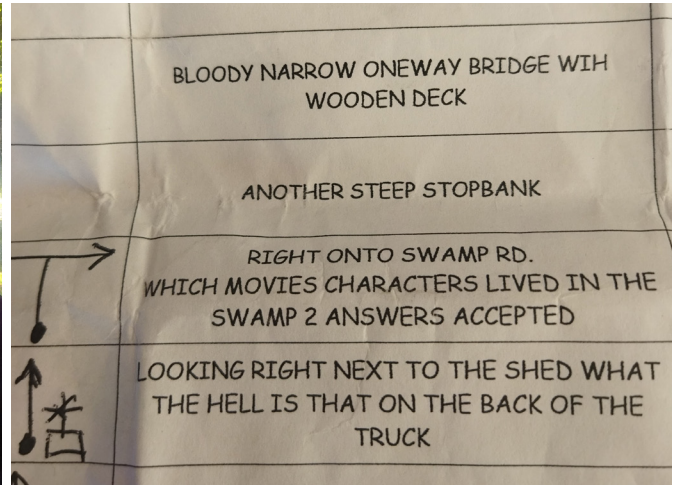 BLOODY NARROW ONEWAY BRIDGE WIH
WOODEN DECK
ANOTHER STEEP STOPBANK
RIGHT ONTO SWAMP RD.
WHICH MOVIES CHARACTERS LIVED IN THE
SWAMP 2 ANSWERS ACCEPTED
LOOKING RIGHT NEXT TO THE SHED WHAT
THE HELL IS THAT ON THE BACK OF THE
TRUCK